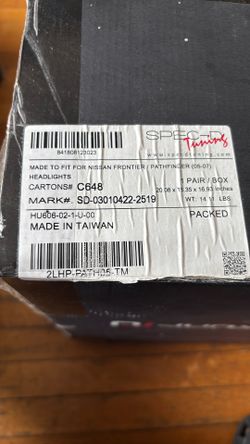 841808123023
SPEC-D
Tuning
www.specdtuning.com
MADE TO FIT FOR NISSAN FRONTIER / PATHFINDER (05-07)
HEADLIGHTS
1 PAIR / BOX
CARTONS# C648
20.08 x 15.35 x 16.93 inches
MARK#. SD-03010422-2519
WT: 14.11 LBS
HU606-02-1-U-00
PACKED
MADE IN TAIWAN
2LHP-PATH05-TM